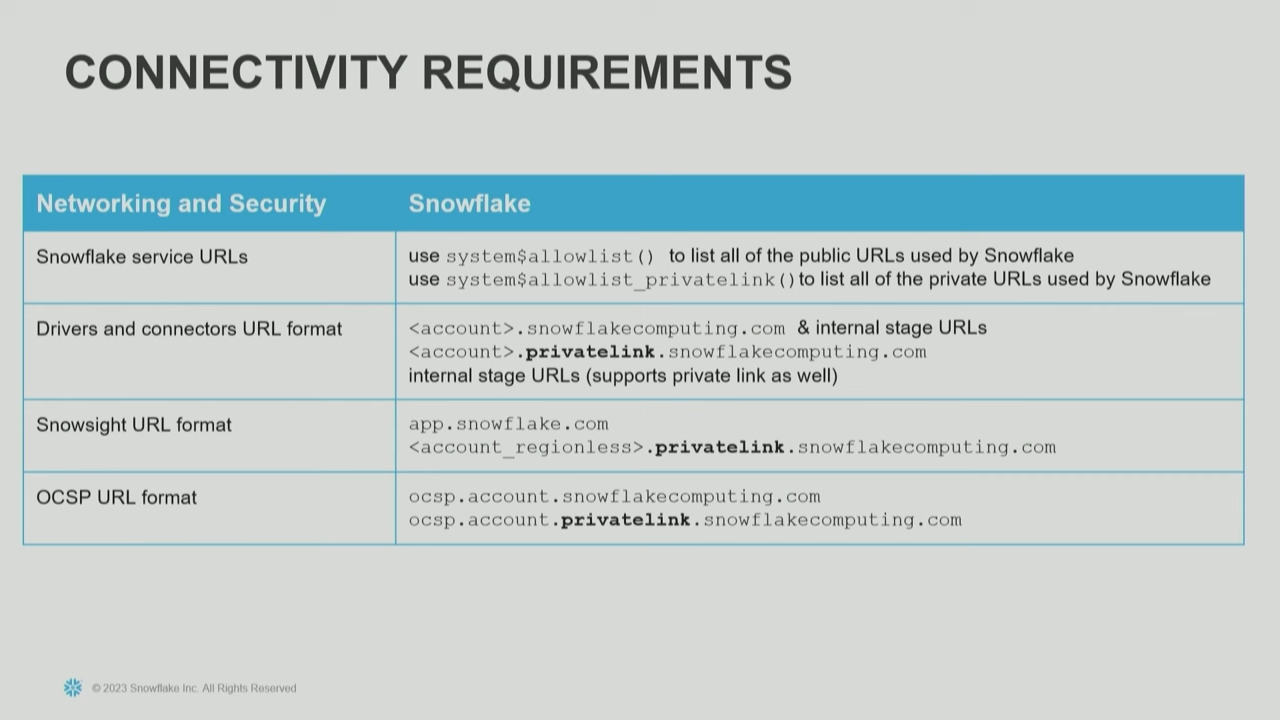 CONNECTIVITY REQUIREMENTS
Networking and Security
Snowflake
Snowflake service URLs
use system$allowlist() to list all of the public URLs used by Snowflake
use system$allowlist_privatelink() to list all of the private URLs used by Snowflake
Drivers and connectors URL format
<account>.snowflakecomputing.com & internal stage URLs
<account>.privatelink.snowflakecomputing.com
internal stage URLs (supports private link as well)
Snowsight URL format
app.snowflake.com
<account_regionless>.privatelink.snowflakecomputing.com
OCSP URL format
ocsp.account.snowflakecomputing.com
ocsp.account.privatelink.snowflakecomputing.com
© 2023 Snowflake Inc. All Rights Reserved